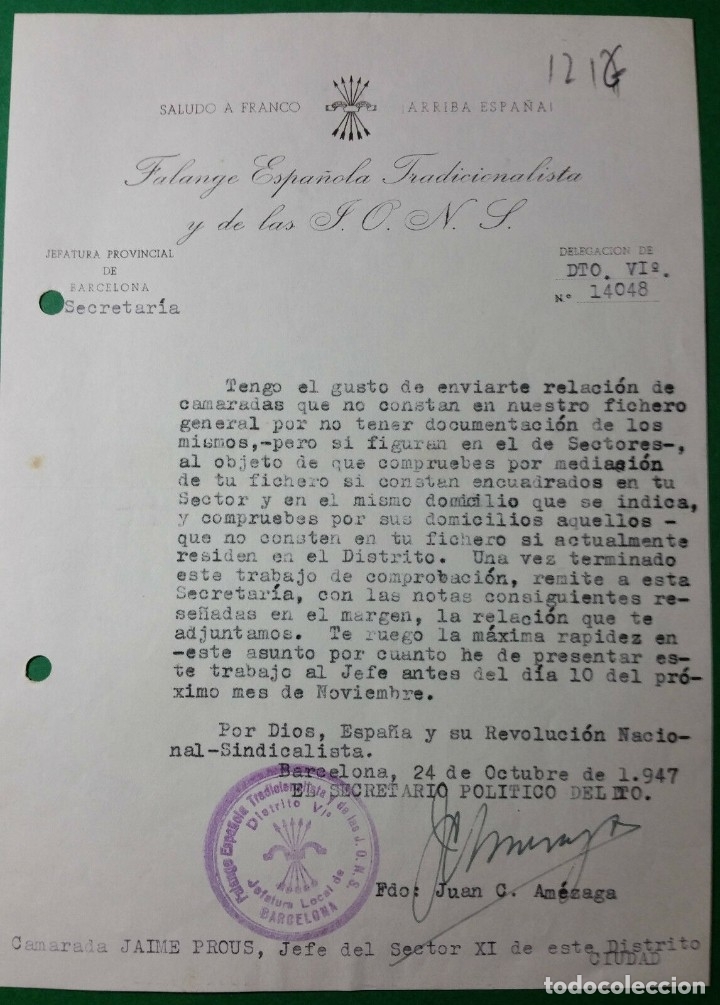 SALUDO A FRANCO ¡ARRIBA ESPAÑA!
Falange Española Tradicionalista
y de las J. O. N. S.
JEFATURA PROVINCIAL
DE
BARCELONA
Secretaría
DELEGACION DE
DTO. VIº.
Nº 14048
Tengo el gusto de enviarte relación de
camaradas que no constan en nuestro fichero
general por no tener documentación de los
mismos,-pero si figuran en el de Sectores-,
al objeto de que compruebes por mediasión
de tu fichero si constan encuadrados en tu
Sector y en el mismo domicilio que se indica,
y compruebes por sus domicilios aquellos -
que no consten en tu fichero si actualmente
residen en el Distrito. Una vez terminado
este trabajo de comprobación, remite a esta
Secretaría, con las notas consiguientes re-
señadas en el margen, la relación que te
adjuntamos. Te ruego la máxima rapidez en
-este asunto por cuanto he de presentar es-
te trabajo al Jefe antes del día 10 del pró-
ximo mes de Noviembre.
Por Dios, España y su Revolución Nacio-
nal-Sindicalista.
Barcelona, 24 de Octubre de 1.947
EL SECRETARIO POLITICO DEL DTO.
Falange Española Tradicionalista y de las J.O.N.S.
Distrito VIº
Jefatura Local de
BARCELONA
Fdo: Juan C. Amézaga
Camarada JAIME PROUS, Jefe del Sector XI de este Distrito
CIUDAD
todocoleccion